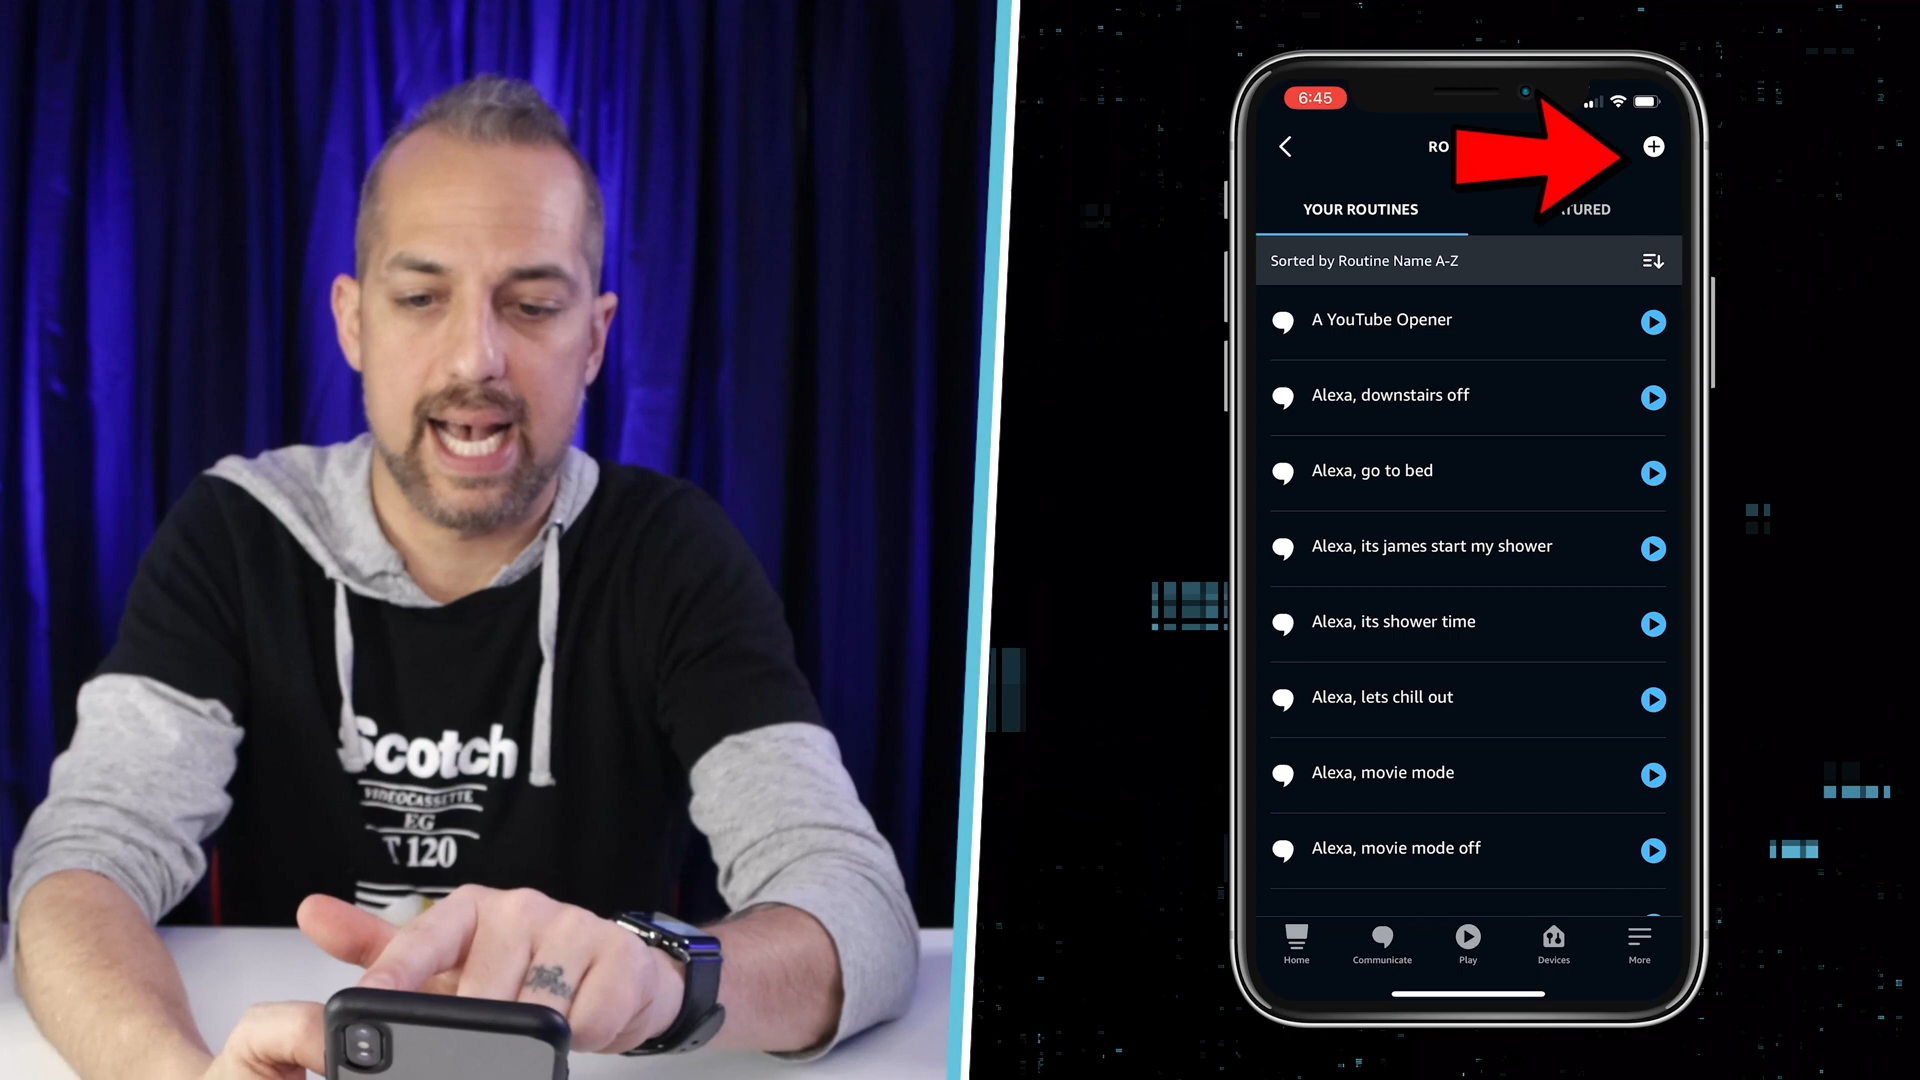 Scotch
VIDEOCASSETTE
EG
T 120
6:45
RO
YOUR ROUTINES
TURED
Sorted by Routine Name A-Z
A YouTube Opener
Alexa, downstairs off
Alexa, go to bed
Alexa, its james start my shower
Alexa, its shower time
Alexa, lets chill out
Alexa, movie mode
Alexa, movie mode off
Home
Communicate
Play
Devices
More